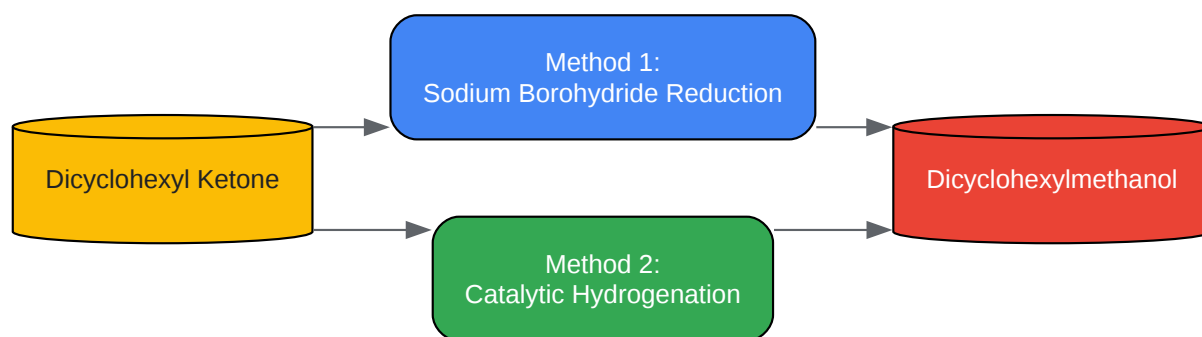 Method 1:
Sodium Borohydride Reduction
Dicyclohexyl Ketone
Dicyclohexylmethanol
Method 2:
Catalytic Hydrogenation